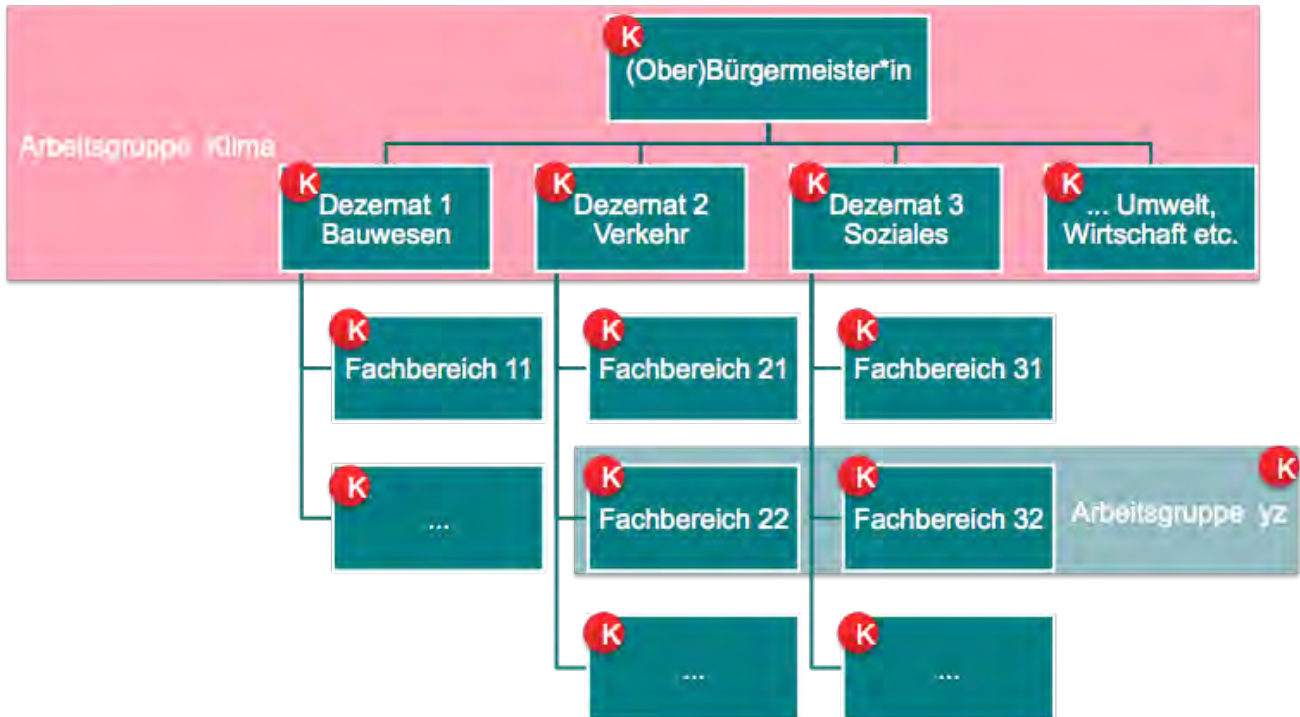 K
(Ober)Bürgermeister*in
Arbeitsgruppe Klima
K
Dezernat 1
Bauwesen
K
Dezernat 2
Verkehr
K
Dezernat 3
Soziales
K
... Umwelt,
Wirtschaft etc.
K
Fachbereich 11
K
Fachbereich 21
K
Fachbereich 31
K
...
K
Fachbereich 22
K
Fachbereich 32
Arbeitsgruppe yz
K
K
...
K
...